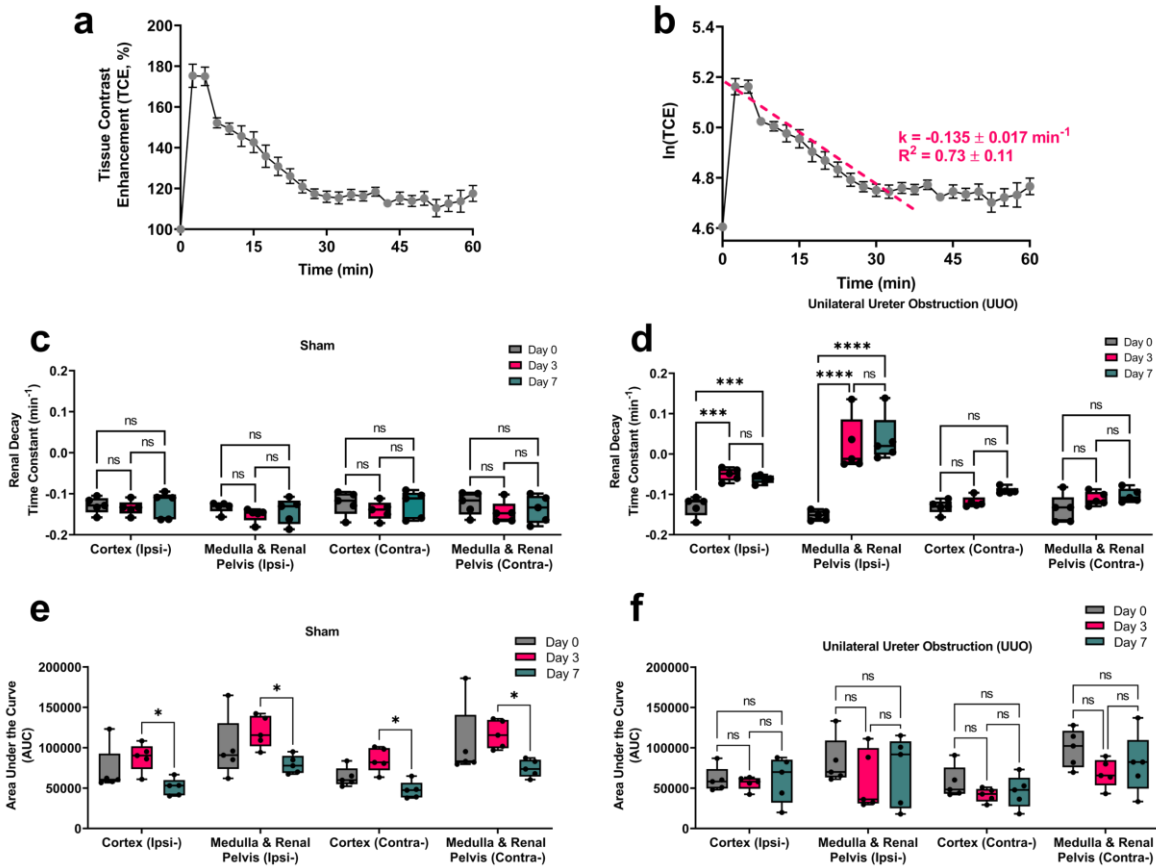 a
Tissue Contrast
Enhancement (TCE, %)
200
180
160
140
120
100
0
15
30
45
60
Time (min)
b
ln(TCE)
5.4
5.2
5.0
4.8
4.6
k = -0.135 ± 0.017 min-1
R2 = 0.73 ± 0.11
0
15
30
45
60
Time (min)
c
Sham
Day 0
Day 3
Day 7
Renal Decay
Time Constant (min-1)
0.2
0.1
0.0
-0.1
-0.2
ns
ns
ns
ns
ns
ns
ns
ns
ns
ns
ns
ns
Cortex (Ipsi-)
Medulla & Renal
Pelvis (Ipsi-)
Cortex (Contra-)
Medulla & Renal
Pelvis (Contra-)
d
Unilateral Ureter Obstruction (UUO)
Day 0
Day 3
Day 7
Renal Decay
Time Constant (min-1)
0.2
0.1
0.0
-0.1
-0.2
***
***
ns
****
****
ns
ns
ns
ns
ns
ns
ns
Cortex (Ipsi-)
Medulla & Renal
Pelvis (Ipsi-)
Cortex (Contra-)
Medulla & Renal
Pelvis (Contra-)
e
Sham
Day 0
Day 3
Day 7
Area Under the Curve
(AUC)
200000
150000
100000
50000
0
*
*
*
*
Cortex (Ipsi-)
Medulla & Renal
Pelvis (Ipsi-)
Cortex (Contra-)
Medulla & Renal
Pelvis (Contra-)
f
Unilateral Ureter Obstruction (UUO)
Day 0
Day 3
Day 7
Area Under the Curve
(AUC)
200000
150000
100000
50000
0
ns
ns
ns
ns
ns
ns
ns
ns
ns
ns
ns
ns
Cortex (Ipsi-)
Medulla & Renal
Pelvis (Ipsi-)
Cortex (Contra-)
Medulla & Renal
Pelvis (Contra-)